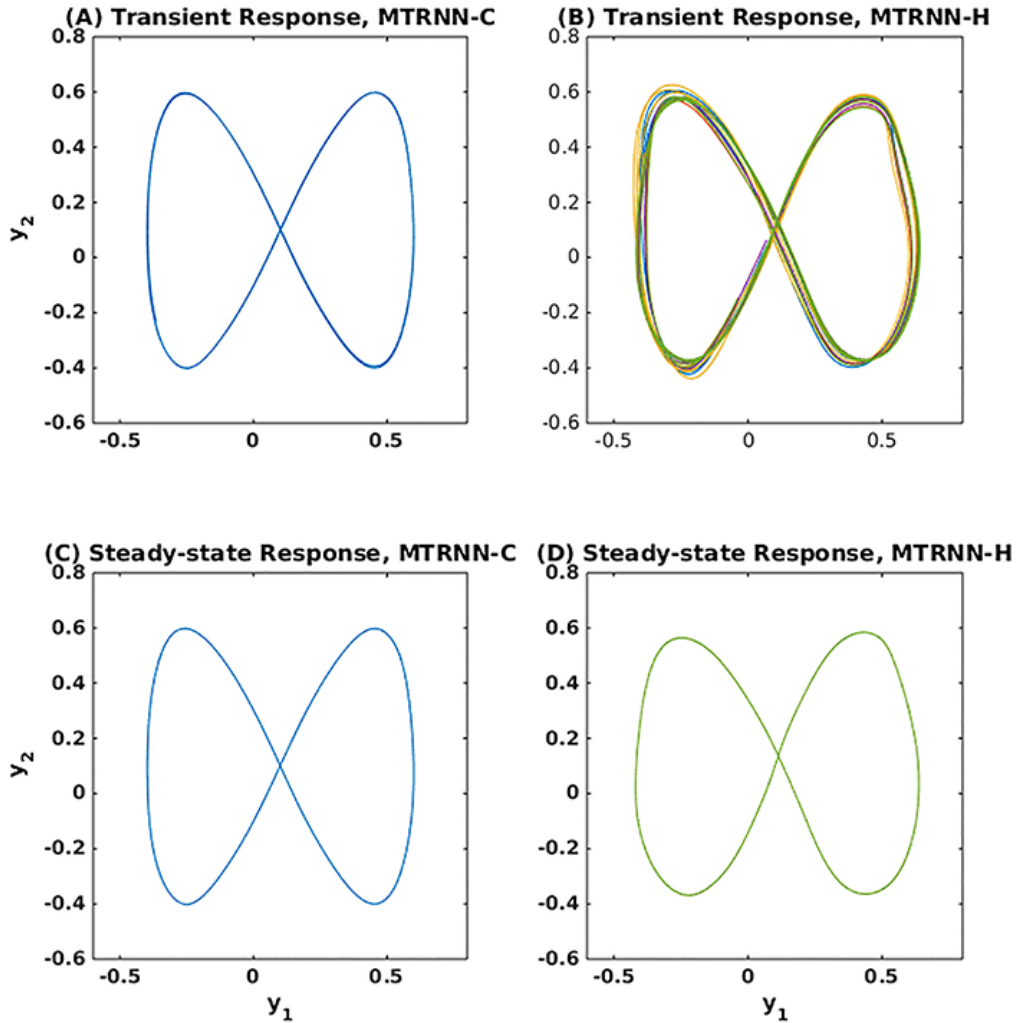 (A) Transient Response, MTRNN-C
(B) Transient Response, MTRNN-H
0.8
0.6
0.4
0.2
0
-0.2
-0.4
-0.6
y2
-0.5 0 0.5
0.8
0.6
0.4
0.2
0
-0.2
-0.4
-0.6
-0.5 0 0.5
(C) Steady-state Response, MTRNN-C
(D) Steady-state Response, MTRNN-H
0.8
0.6
0.4
0.2
0
-0.2
-0.4
-0.6
y2
-0.5 0 0.5
y1
0.8
0.6
0.4
0.2
0
-0.2
-0.4
-0.6
-0.5 0 0.5
y1